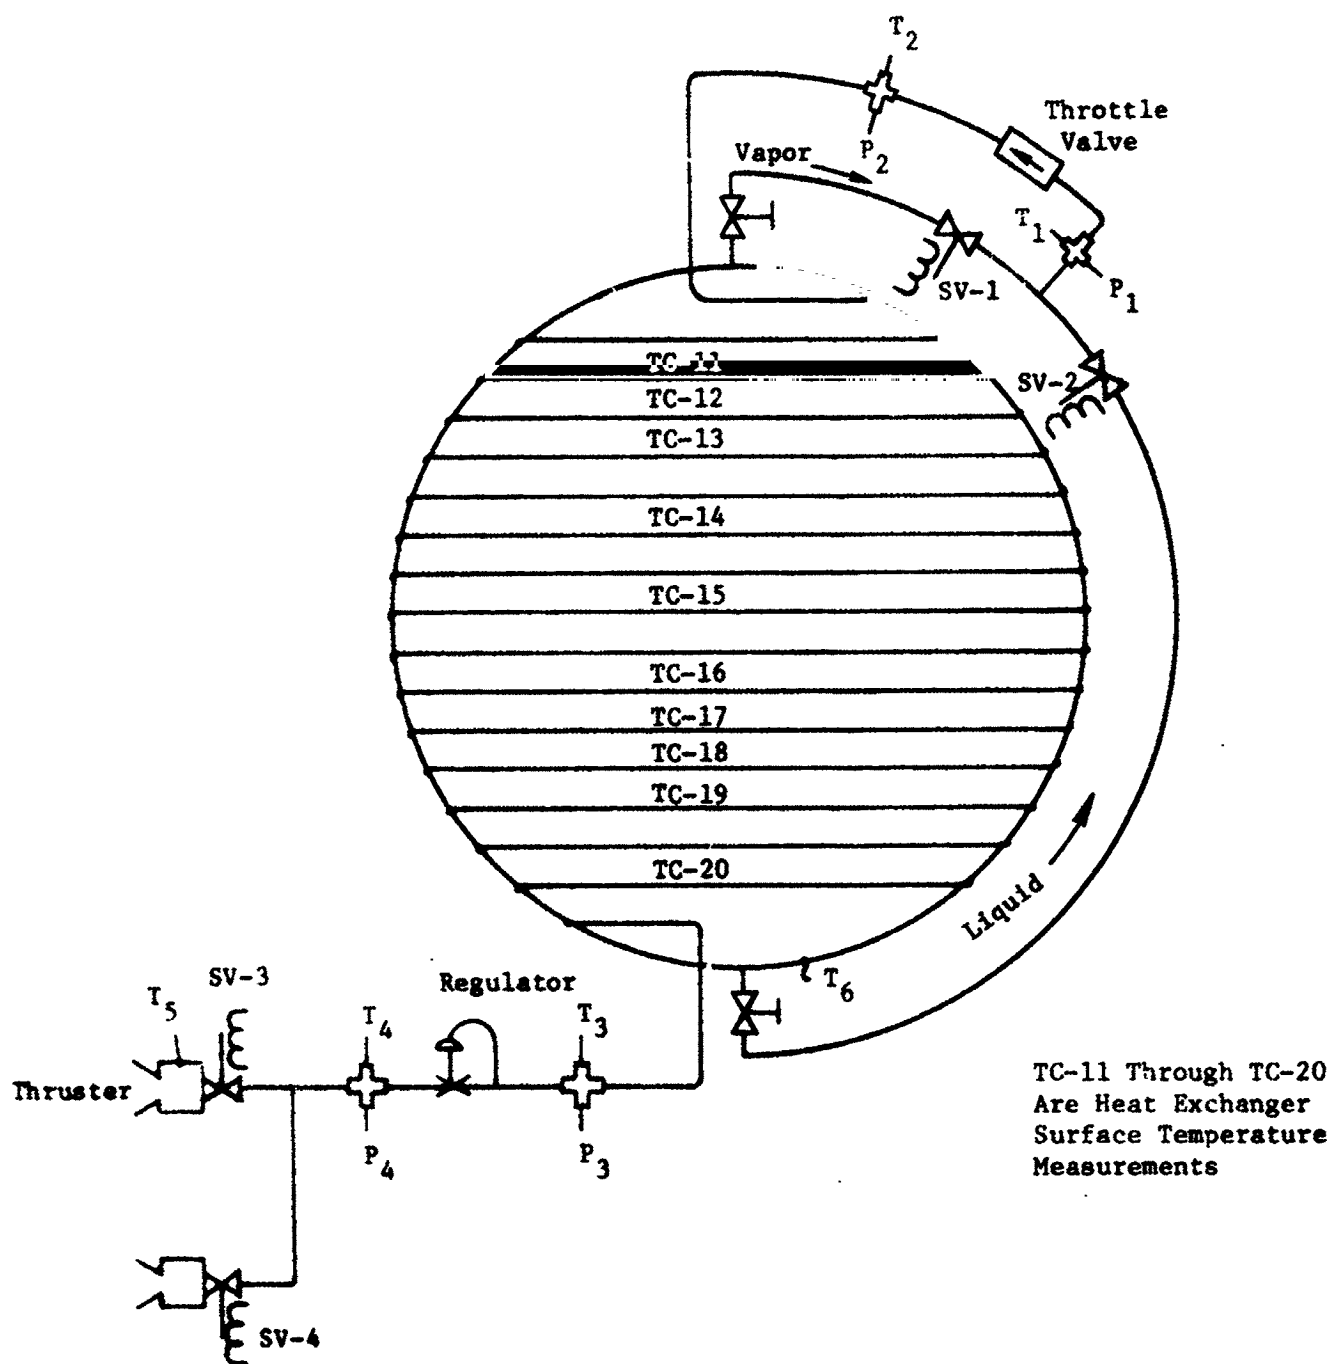 T2
Throttle
Valve
P2
Vapor
T1
P1
SV-1
TC-11
SV-2
TC-12
TC-13
TC-14
TC-15
TC-16
TC-17
TC-18
TC-19
TC-20
Liquid
T6
SV-3
Regulator
T5
T4
T3
Thruster
P4
P3
TC-11 Through TC-20
Are Heat Exchanger
Surface Temperature
Measurements
SV-4